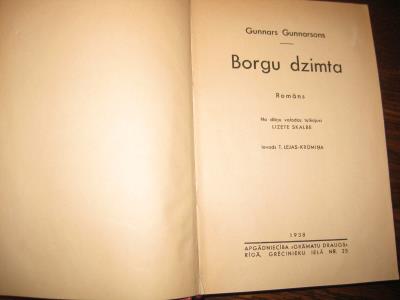 Gunnars Gunnarsons
Borgu dzimta
Romāns
No dāņu valodas tulkojusi
LIZETE SKALBE
Ievads T. LEJAS-KRŪMIŅA
1938
APGĀDNIECĪBA «GRĀMATU DRAUGS»
RĪGĀ, GRĒCINIEKU IELĀ NR. 25